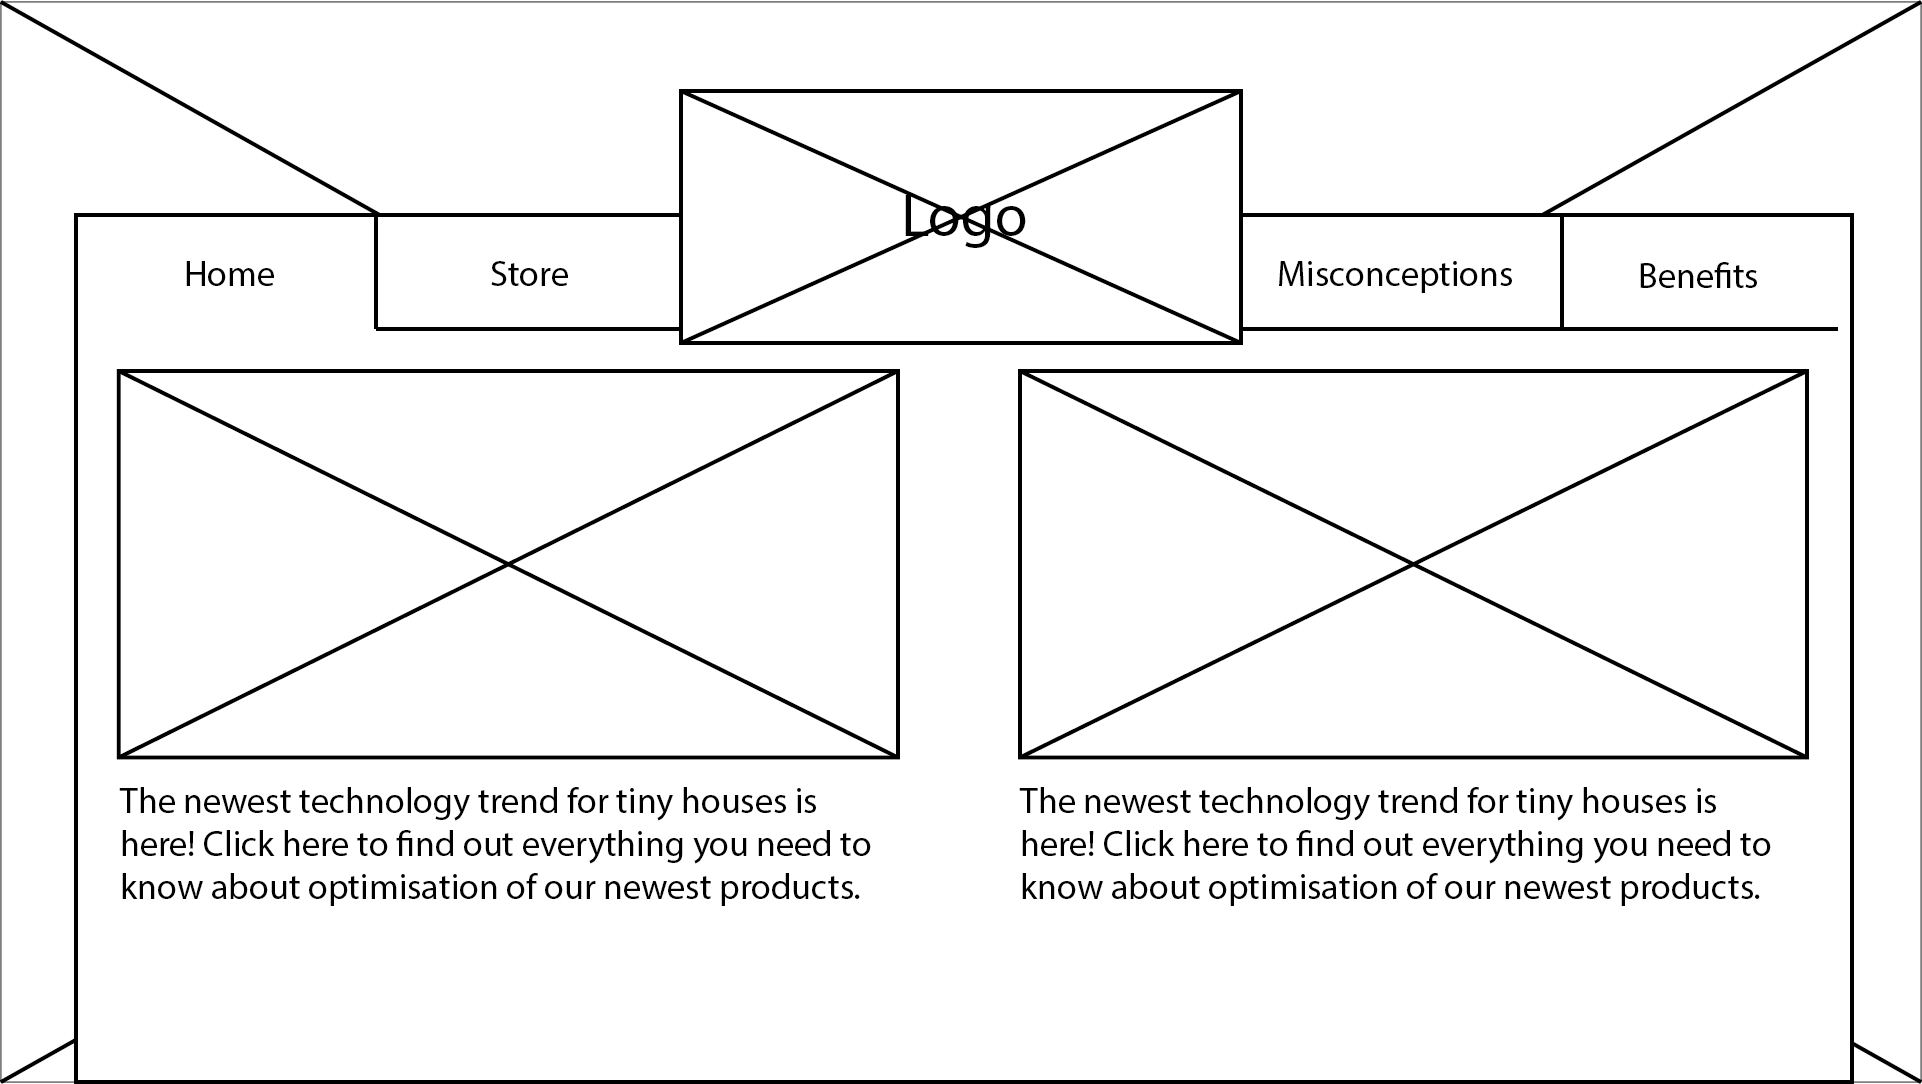 Logo
Home
Store
Misconceptions
Benefits
The newest technology trend for tiny houses is
here! Click here to find out everything you need to
know about optimisation of our newest products.
The newest technology trend for tiny houses is
here! Click here to find out everything you need to
know about optimisation of our newest products.